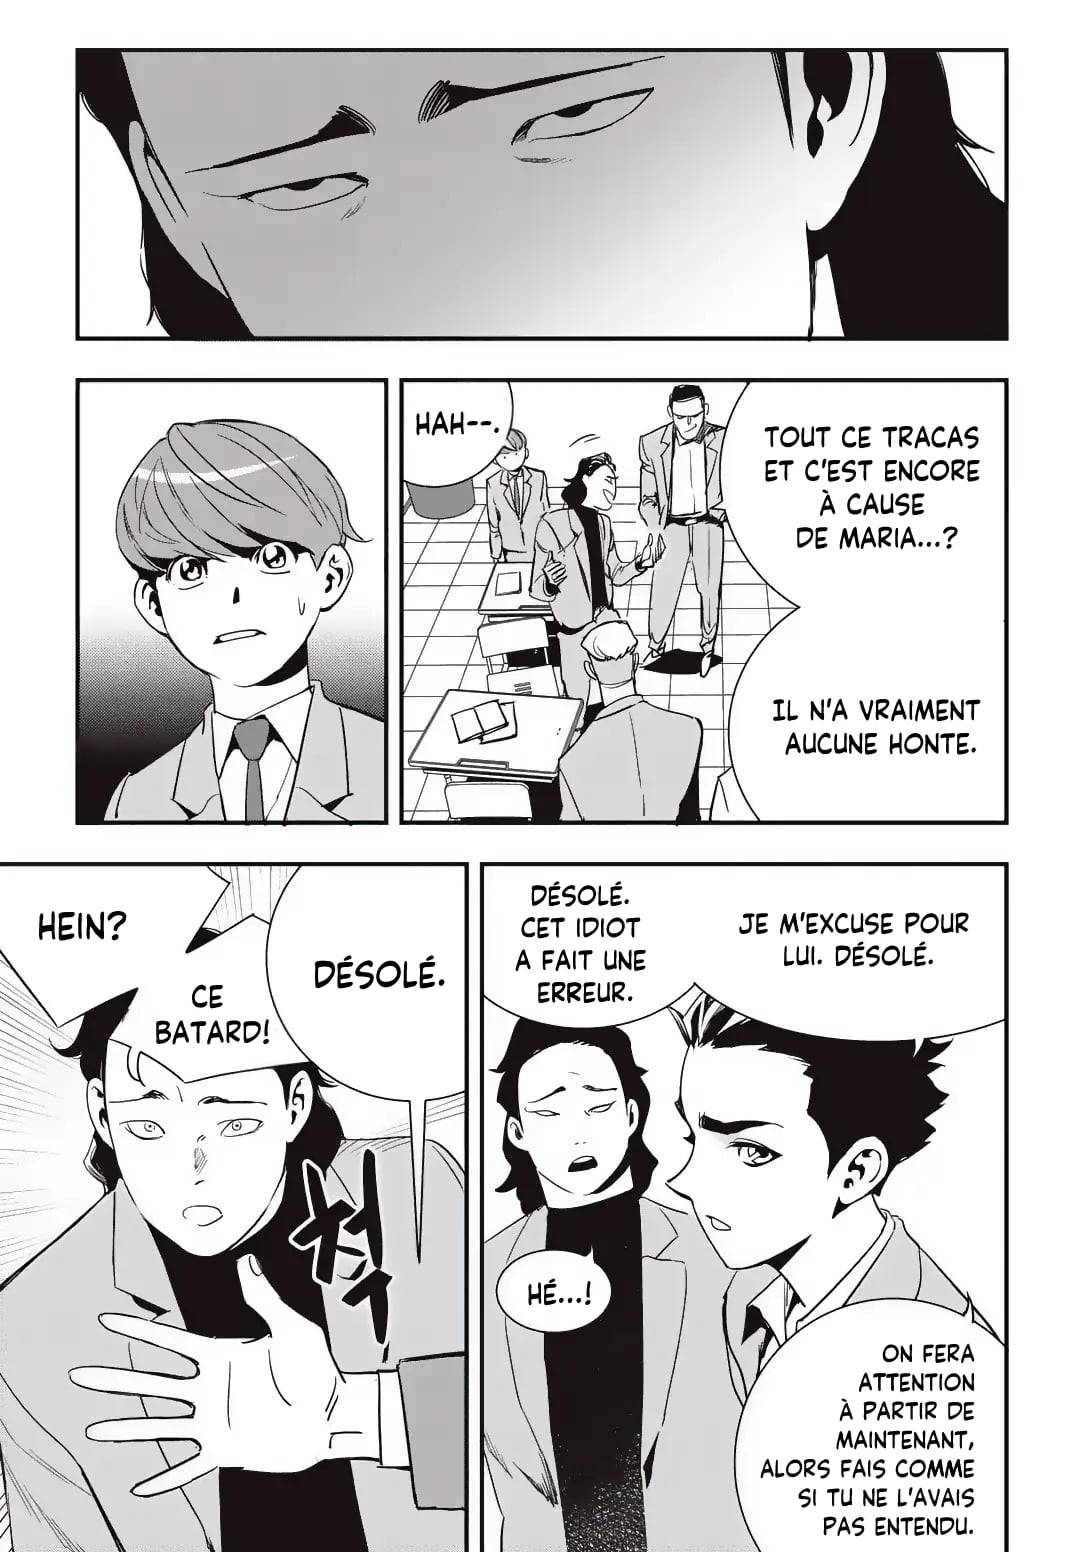 TOUT CE TRACAS
ET C'EST ENCORE
À CAUSE
DE MARIA...?
IL N'A VRAIMENT
AUCUNE HONTE.
HAH--.
JE M'EXCUSE POUR
LUI. DÉSOLÉ.
DÉSOLÉ.
CET IDIOT
A FAIT UNE
ERREUR.
HÉ...!
ON FERA
ATTENTION
À PARTIR DE
MAINTENANT,
ALORS FAIS COMME
SI TU NE L'AVAIS
PAS ENTENDU.
DÉSOLÉ.
CE
BATARD!
HEIN?
척